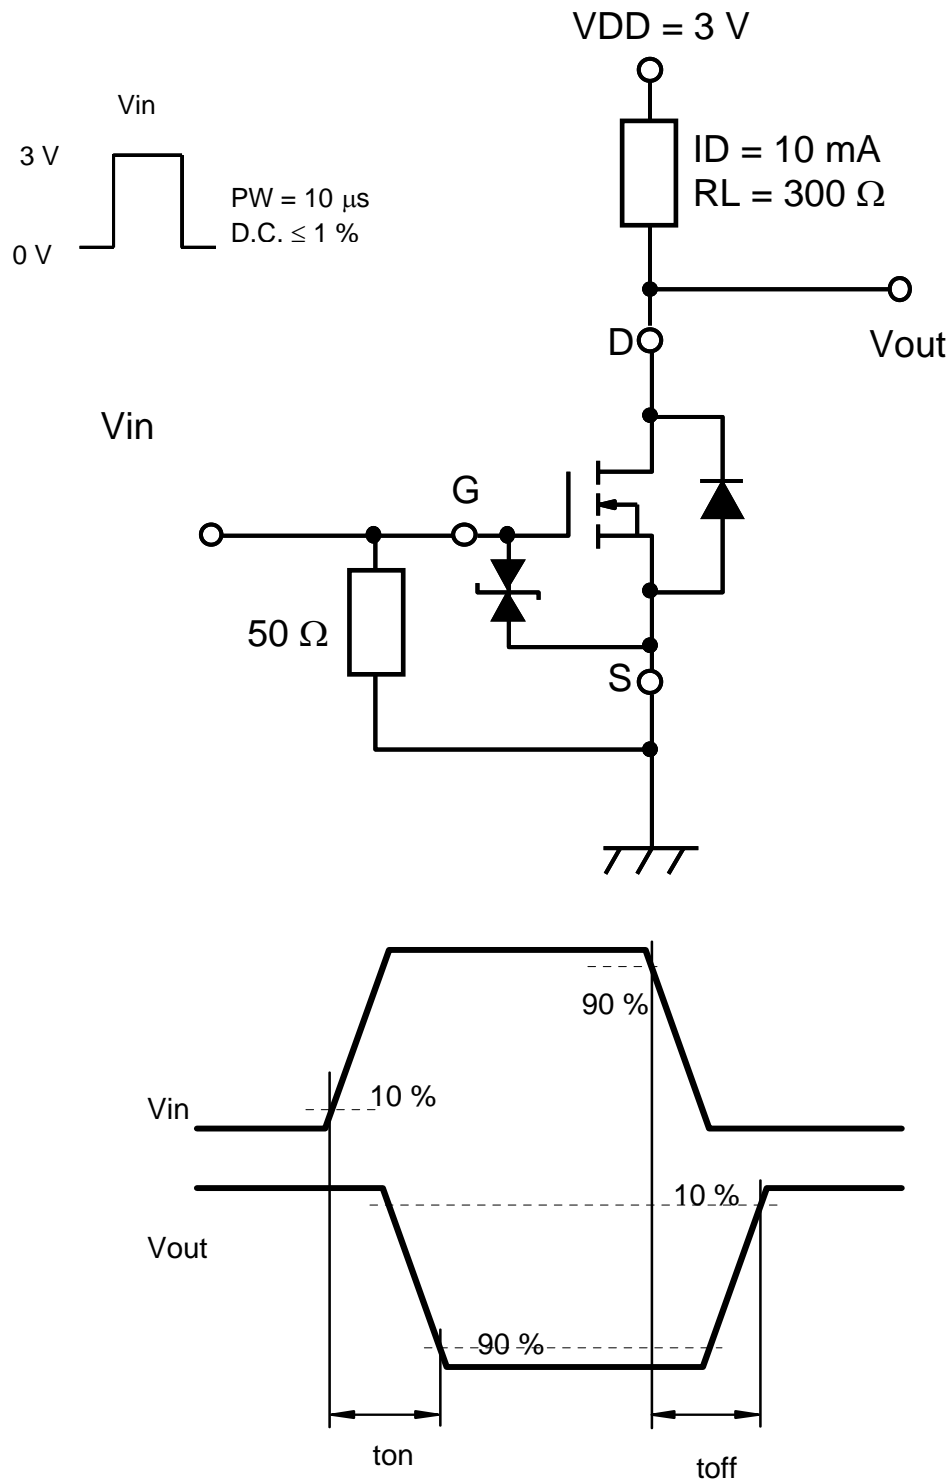 VDD = 3 V
Vin
3 V
PW = 10 μs
D.C. ≤ 1 %
0 V
ID = 10 mA
RL = 300 Ω
D
Vout
Vin
G
50 Ω
S
90 %
10 %
Vin
10 %
Vout
90 %
ton
toff